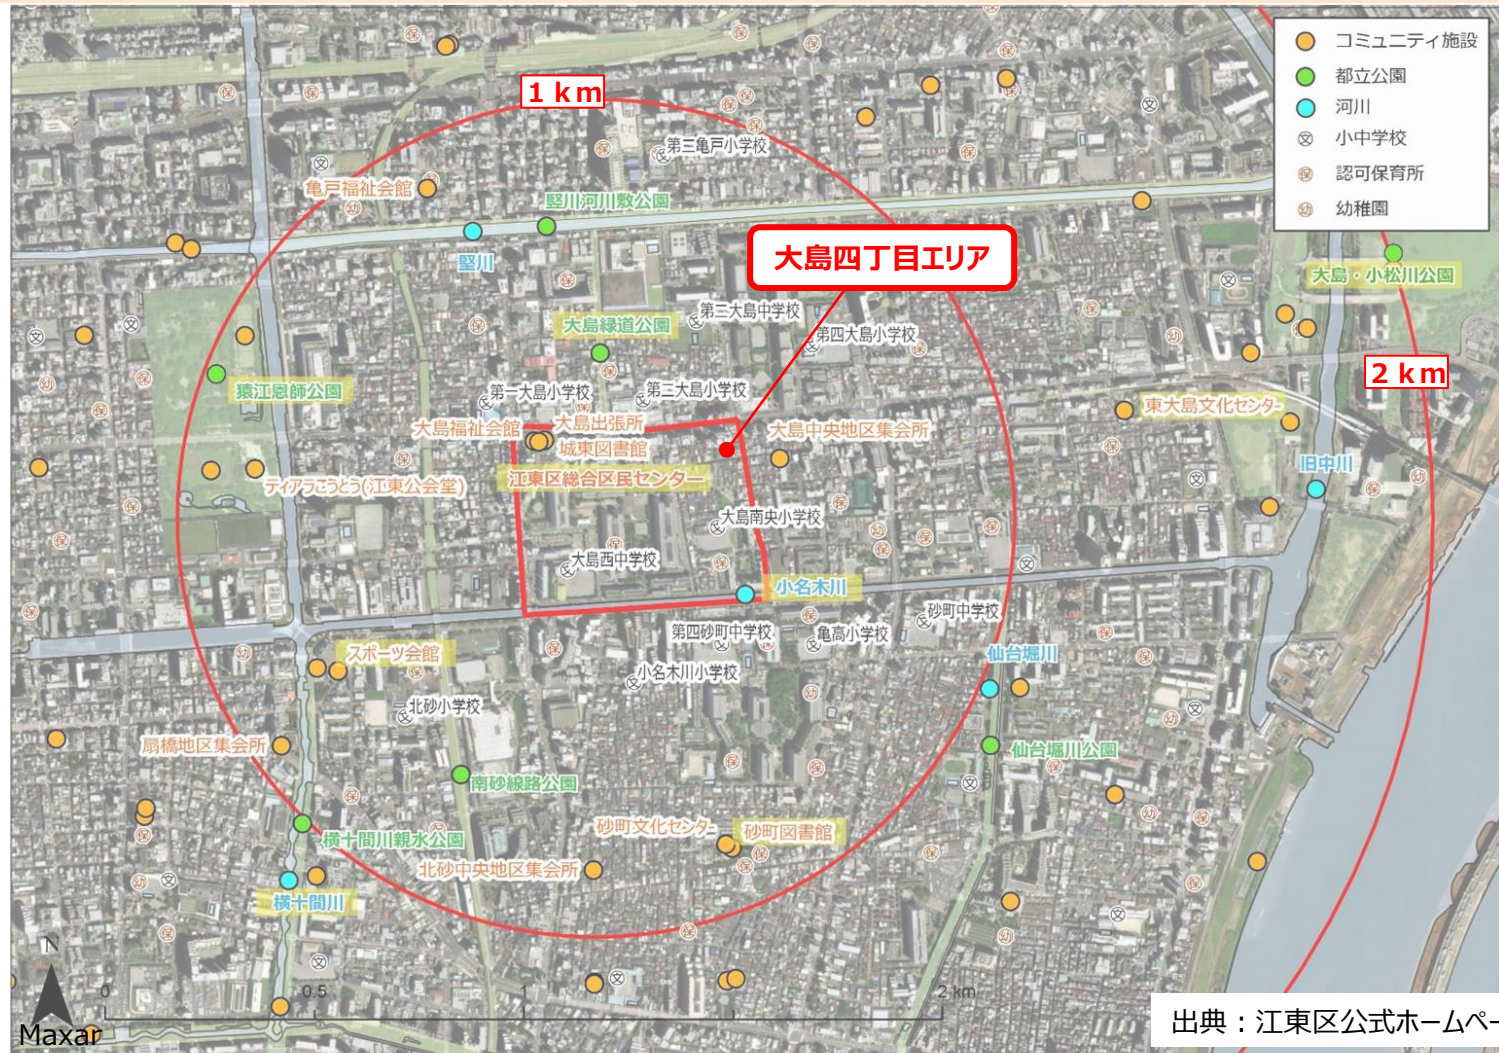 1 km
コミュニティ施設
都立公園
河川
小中学校
認可保育所
幼稚園
第三亀戸小学校
亀戸福祉会館
竪川河川敷公園
竪川
大島四丁目エリア
大島・小松川公園
第三大島中学校
大島緑道公園
第四大島小学校
2 km
猿江恩師公園
第一大島小学校
第二大島小学校
東大島文化センター
大島福祉会館
大島出張所
大島中央地区集会所
城東図書館
江東区総合区民センター
旧中川
ティアラこうとう(江東公会堂)
大島南央小学校
大島西中学校
小名木川
砂町中学校
第四砂町中学校
亀高小学校
スポーツ会館
仙台堀川
小名木川小学校
北砂小学校
扇橋地区集会所
仙台堀川公園
南砂線路公園
砂町文化センター
砂町図書館
横十間川親水公園
北砂中央地区集会所
横十間川
N
0
0.5
1
2 km
Maxar
出典：江東区公式ホームペー